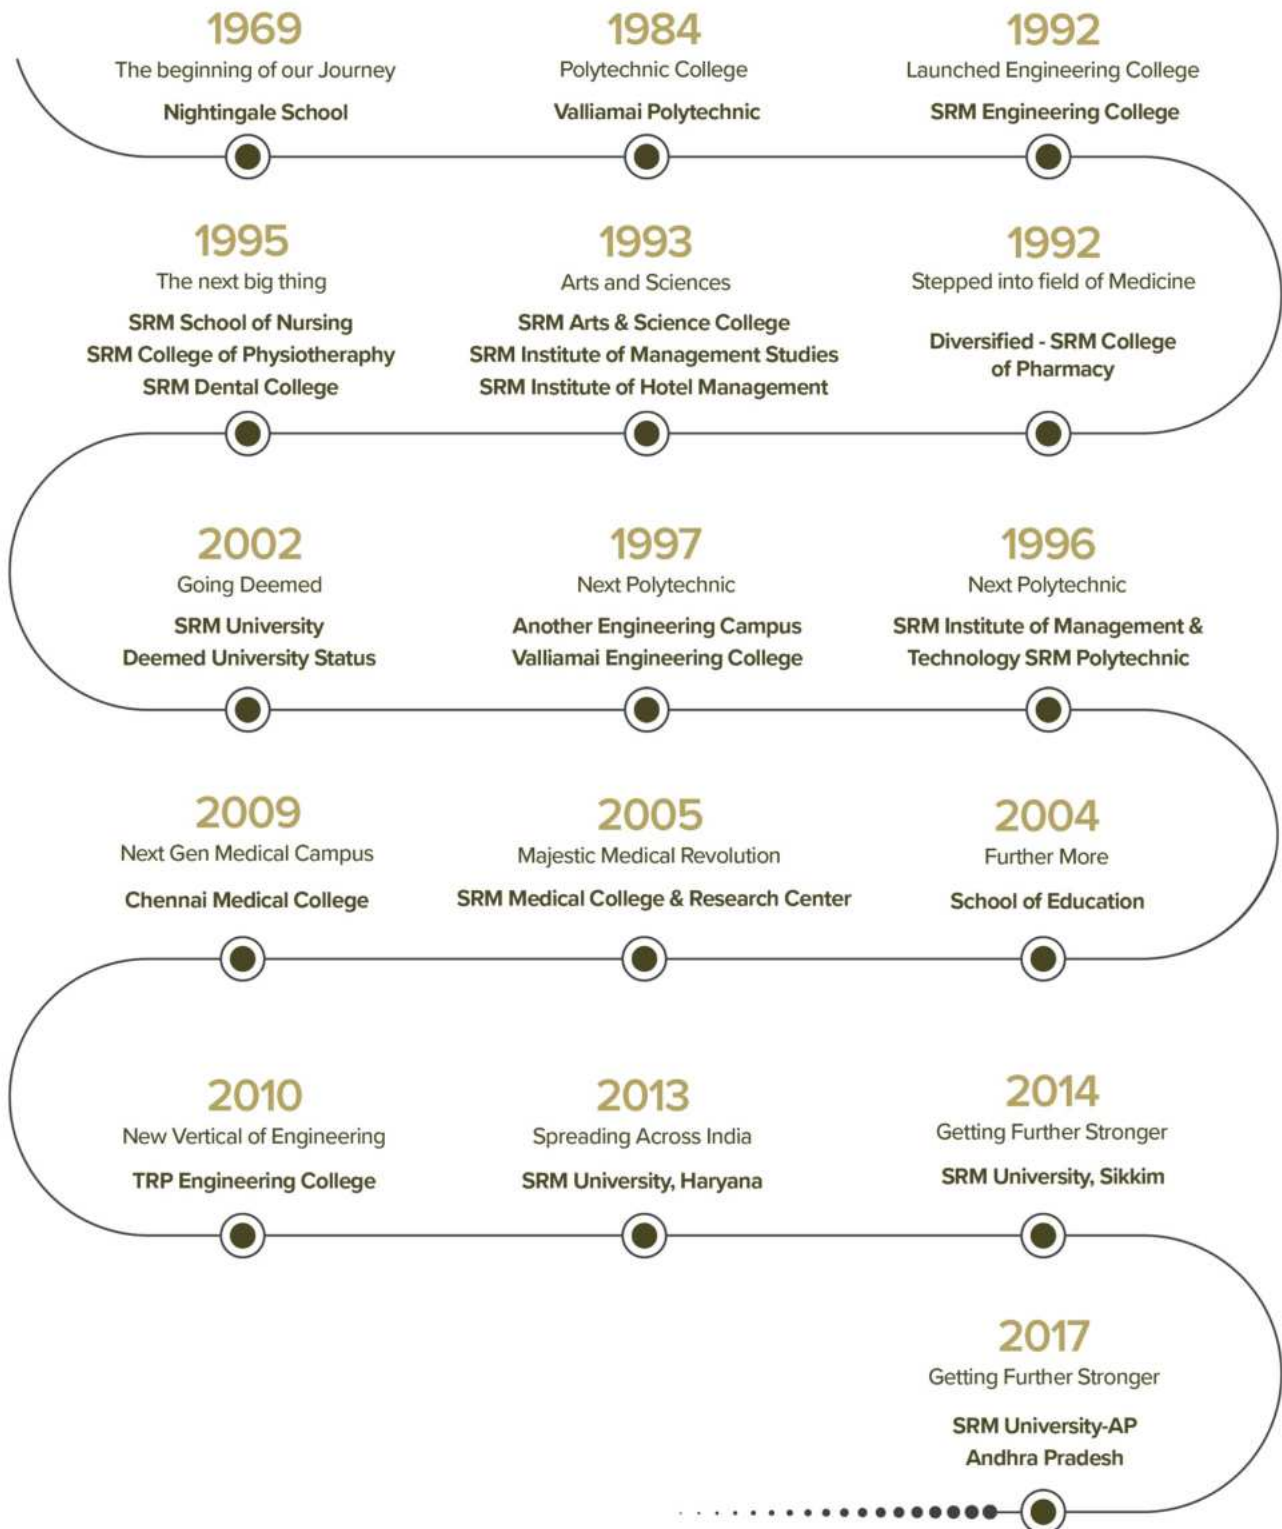 1969
The beginning of our Journey
Nightingale School
1984
Polytechnic College
Valliamai Polytechnic
1992
Launched Engineering College
SRM Engineering College
1995
The next big thing
SRM School of Nursing
SRM College of Physiotheraphy
SRM Dental College
1993
Arts and Sciences
SRM Arts & Science College
SRM Institute of Management Studies
SRM Institute of Hotel Management
1992
Stepped into field of Medicine
Diversified - SRM College
of Pharmacy
2002
Going Deemed
SRM University
Deemed University Status
1997
Next Polytechnic
Another Engineering Campus
Valliamai Engineering College
1996
Next Polytechnic
SRM Institute of Management &
Technology SRM Polytechnic
2009
Next Gen Medical Campus
Chennai Medical College
2005
Majestic Medical Revolution
SRM Medical College & Research Center
2004
Further More
School of Education
2010
New Vertical of Engineering
TRP Engineering College
2013
Spreading Across India
SRM University, Haryana
2014
Getting Further Stronger
SRM University, Sikkim
2017
Getting Further Stronger
SRM University-AP
Andhra Pradesh